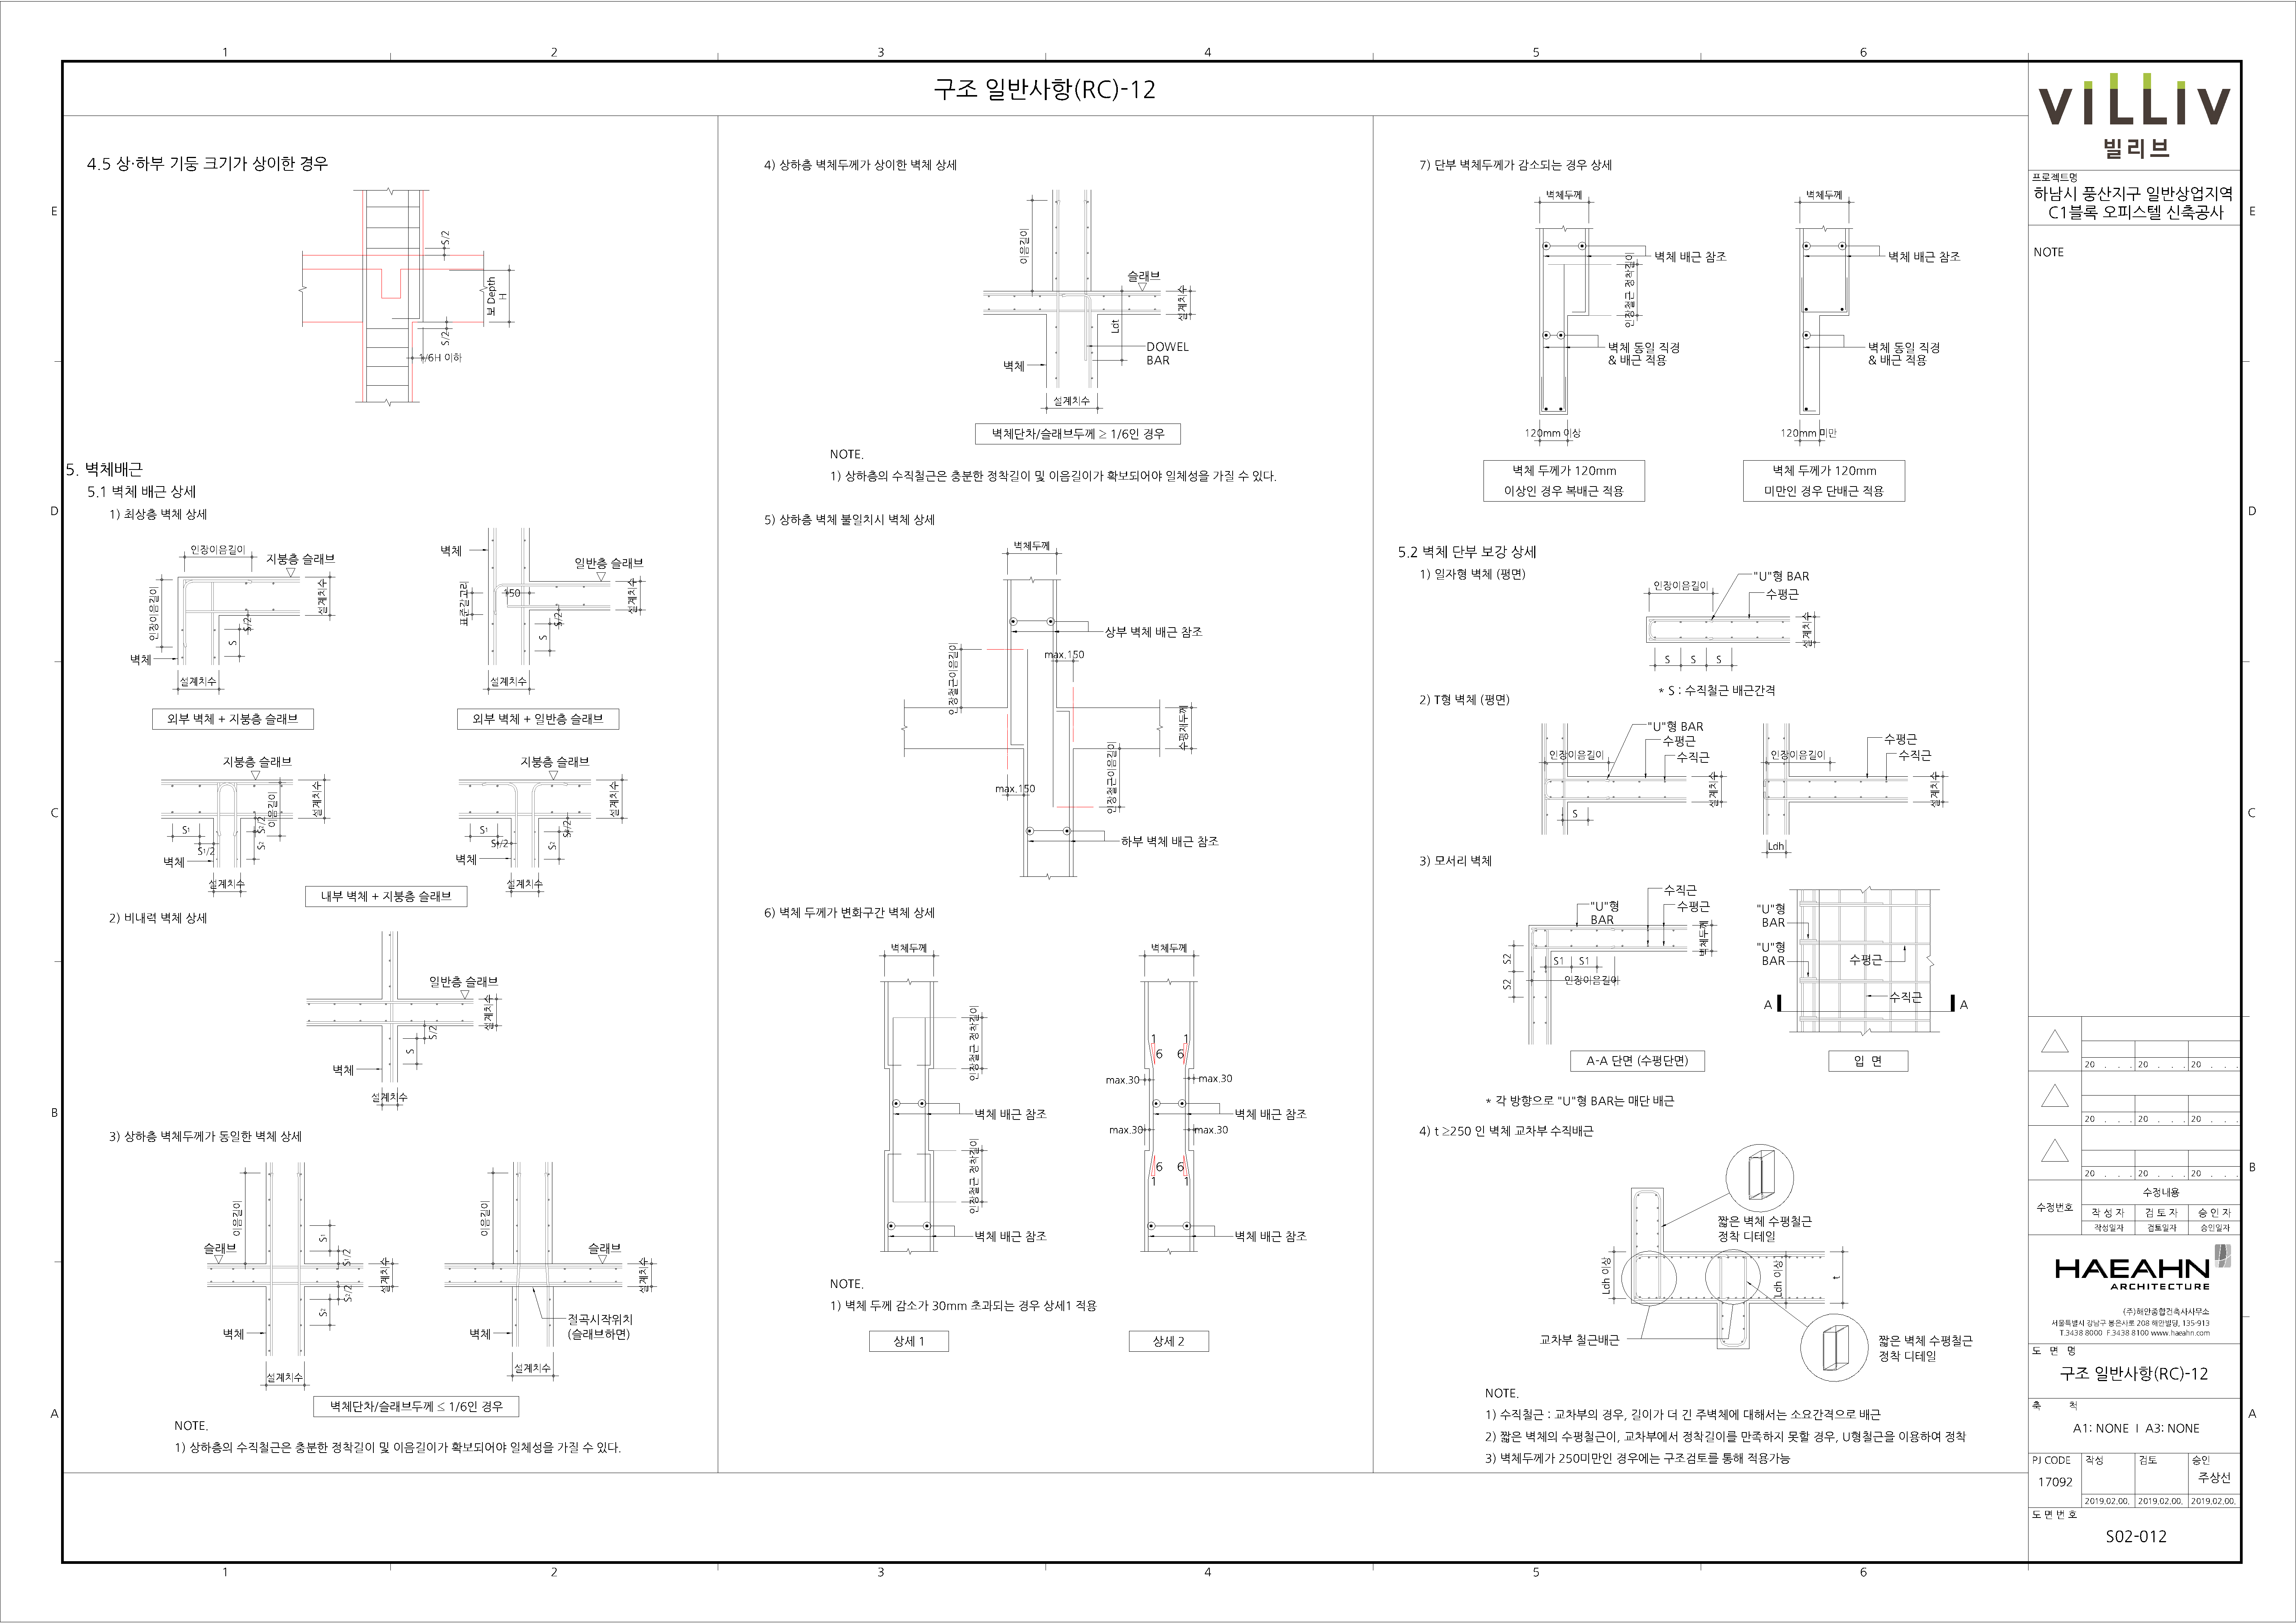 구조 일반사항(RC)-12
4.5 상·하부 기둥 크기가 상이한 경우
S/2
보 Depth
H
S/2
1/6H 이하
5. 벽체배근
5.1 벽체 배근 상세
1) 최상층 벽체 상세
인장이음길이
지붕층 슬래브
인장이음길이
설계치수
S/2
S
벽체
설계치수
외부 벽체 + 지붕층 슬래브
벽체
일반층 슬래브
표준갈고리
150
설계치수
S/2
S
설계치수
외부 벽체 + 일반층 슬래브
지붕층 슬래브
이음길이
설계치수
S1
S1/2
S2/2
S2
벽체
설계치수
지붕층 슬래브
설계치수
S1
S1/2
S2/2
S2
벽체
설계치수
내부 벽체 + 지붕층 슬래브
2) 비내력 벽체 상세
일반층 슬래브
설계치수
S/2
S
벽체
설계치수
3) 상하층 벽체두께가 동일한 벽체 상세
이음길이
슬래브
S1
S1/2
설계치수
S2/2
S2
벽체
설계치수
이음길이
슬래브
설계치수
절곡시작위치
(슬래브하면)
벽체
설계치수
벽체단차/슬래브두께 ≤ 1/6인 경우
NOTE.
1) 상하층의 수직철근은 충분한 정착길이 및 이음길이가 확보되어야 일체성을 가질 수 있다.
4) 상하층 벽체두께가 상이한 벽체 상세
이음길이
슬래브
설계치수
Ldt
DOWEL
BAR
벽체
설계치수
벽체단차/슬래브두께 ≥ 1/6인 경우
NOTE.
1) 상하층의 수직철근은 충분한 정착길이 및 이음길이가 확보되어야 일체성을 가질 수 있다.
5) 상하층 벽체 불일치시 벽체 상세
벽체두께
상부 벽체 배근 참조
max.150
인장철근이음길이
수평재두께
인장철근이음길이
max.150
하부 벽체 배근 참조
6) 벽체 두께가 변화구간 벽체 상세
벽체두께
인장철근 정착길이
벽체 배근 참조
인장철근 정착길이
벽체 배근 참조
벽체두께
1 1
6 6
max.30 max.30
벽체 배근 참조
max.30 max.30
6 6
1 1
벽체 배근 참조
NOTE.
1) 벽체 두께 감소가 30mm 초과되는 경우 상세1 적용
상세 1
상세 2
7) 단부 벽체두께가 감소되는 경우 상세
벽체두께
벽체 배근 참조
인장철근 정착길이
벽체 동일 직경
& 배근 적용
120mm 이상
벽체 두께가 120mm
이상인 경우 복배근 적용
벽체두께
벽체 배근 참조
벽체 동일 직경
& 배근 적용
120mm 미만
벽체 두께가 120mm
미만인 경우 단배근 적용
5.2 벽체 단부 보강 상세
1) 일자형 벽체 (평면)
인장이음길이
"U"형 BAR
수평근
설계치수
S S S
* S : 수직철근 배근간격
2) T형 벽체 (평면)
"U"형 BAR
수평근
수직근
인장이음길이
설계치수
S
수평근
수직근
인장이음길이
설계치수
Ldh
3) 모서리 벽체
수직근
"U"형
BAR
수평근
벽체두께
S2
S2
S1 S1
인장이음길이
A-A 단면 (수평단면)
"U"형
BAR
"U"형
BAR
수평근
수직근
A A
입 면
* 각 방향으로 "U"형 BAR는 매단 배근
4) t ≥250 인 벽체 교차부 수직배근
짧은 벽체 수평철근
정착 디테일
Ldh 이상
Ldh 이상
t
교차부 철근배근
짧은 벽체 수평철근
정착 디테일
NOTE.
1) 수직철근 : 교차부의 경우, 길이가 더 긴 주벽체에 대해서는 소요간격으로 배근
2) 짧은 벽체의 수평철근이, 교차부에서 정착길이를 만족하지 못할 경우, U형철근을 이용하여 정착
3) 벽체두께가 250미만인 경우에는 구조검토를 통해 적용가능
VILLIV
빌리브
프로젝트명
하남시 풍산지구 일반상업지역
C1블록 오피스텔 신축공사
NOTE
20 . . . 20 . . . 20 . . .
20 . . . 20 . . . 20 . . .
20 . . . 20 . . . 20 . . .
수정번호
수정내용
작 성 자 검 토 자 승 인 자
작성일자 검토일자 승인일자
HAEAHN
ARCHITECTURE
(주)해안종합건축사사무소
서울특별시 강남구 봉은사로 208 해안빌딩, 135-913
T.3438 8000 F.3438 8100 www.haeahn.com
도 면 명
구조 일반사항(RC)-12
축 척
A1: NONE I A3: NONE
PJ CODE 작성 검토 승인
17092 주상선
2019.02.00. 2019.02.00. 2019.02.00.
도 면 번 호
S02-012
1 2 3 4 5 6
1 2 3 4 5 6
E
D
C
B
A
E
D
C
B
A